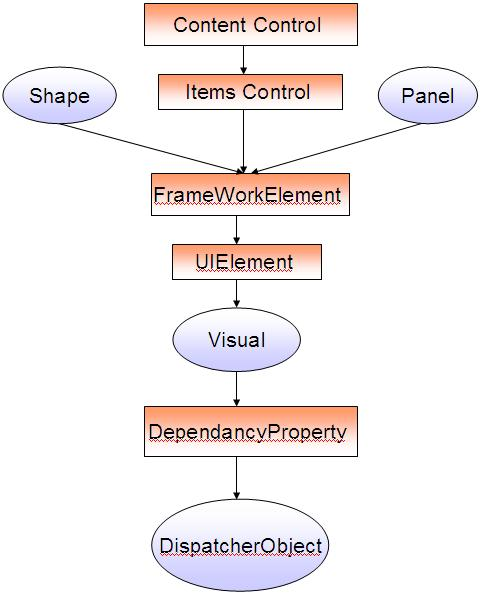 Content Control
Items Control
Shape
Panel
FrameWorkElement
UIElement
Visual
DependancyProperty
DispatcherObject